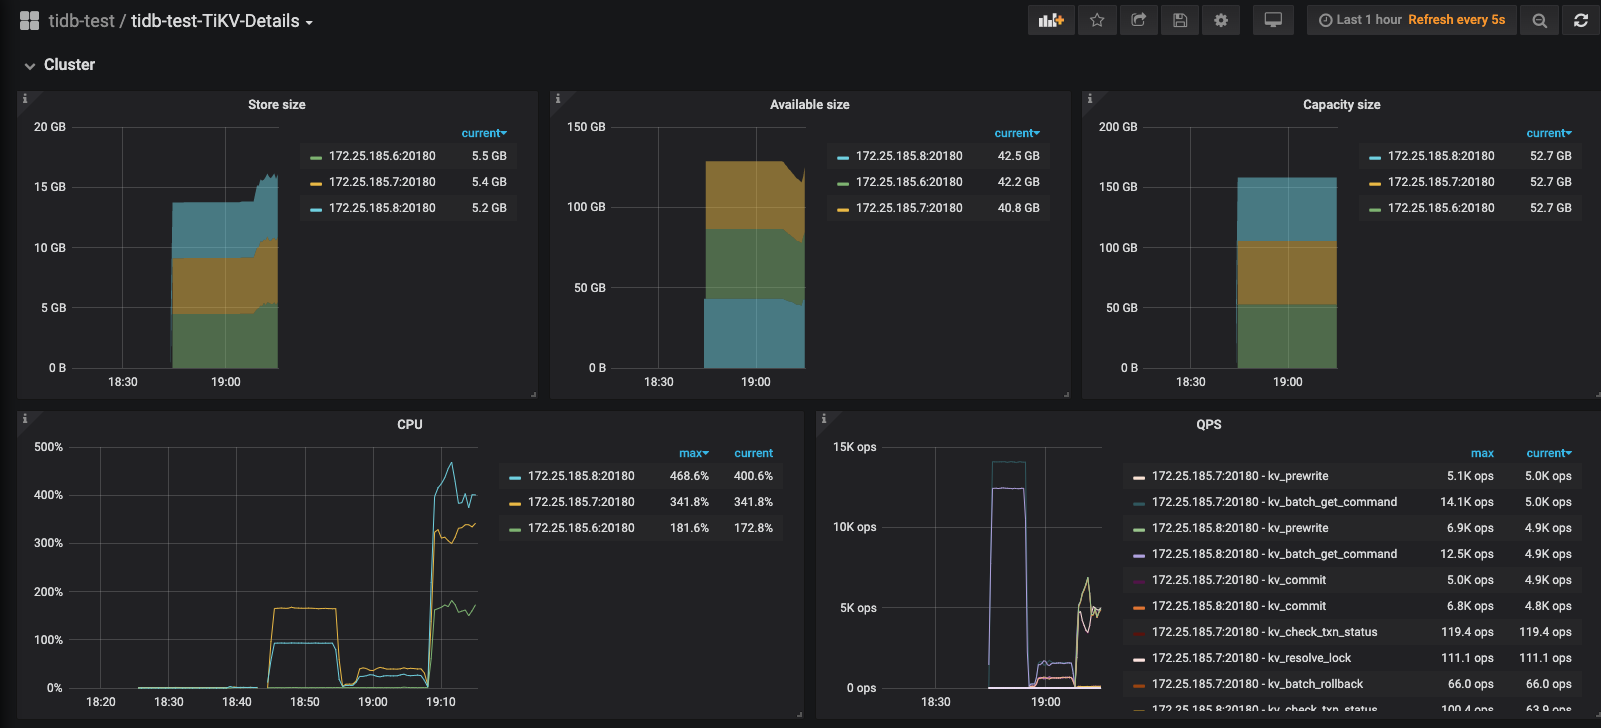 tidb-test / tidb-test-TiKV-Details
Last 1 hour Refresh every 5s
Cluster
Store size
20 GB
15 GB
10 GB
5 GB
0 B
18:30 19:00
current
172.25.185.6:20180 5.5 GB
172.25.185.7:20180 5.4 GB
172.25.185.8:20180 5.2 GB
Available size
150 GB
100 GB
50 GB
0 B
18:30 19:00
current
172.25.185.8:20180 42.5 GB
172.25.185.6:20180 42.2 GB
172.25.185.7:20180 40.8 GB
Capacity size
200 GB
150 GB
100 GB
50 GB
0 B
18:30 19:00
current
172.25.185.8:20180 52.7 GB
172.25.185.7:20180 52.7 GB
172.25.185.6:20180 52.7 GB
CPU
500%
400%
300%
200%
100%
0%
18:20 18:30 18:40 18:50 19:00 19:10
max current
172.25.185.8:20180 468.6% 400.6%
172.25.185.7:20180 341.8% 341.8%
172.25.185.6:20180 181.6% 172.8%
QPS
15K ops
10K ops
5K ops
0 ops
18:30 19:00
max current
172.25.185.7:20180 - kv_prewrite 5.1K ops 5.0K ops
172.25.185.7:20180 - kv_batch_get_command 14.1K ops 5.0K ops
172.25.185.8:20180 - kv_prewrite 6.9K ops 4.9K ops
172.25.185.8:20180 - kv_batch_get_command 12.5K ops 4.9K ops
172.25.185.7:20180 - kv_commit 5.0K ops 4.9K ops
172.25.185.8:20180 - kv_commit 6.8K ops 4.8K ops
172.25.185.7:20180 - kv_check_txn_status 119.4 ops 119.4 ops
172.25.185.7:20180 - kv_resolve_lock 111.1 ops 111.1 ops
172.25.185.7:20180 - kv_batch_rollback 66.0 ops 66.0 ops
172.25.185.8:20180 - kv_check_txn_status 100.4 ops 63.9 ops